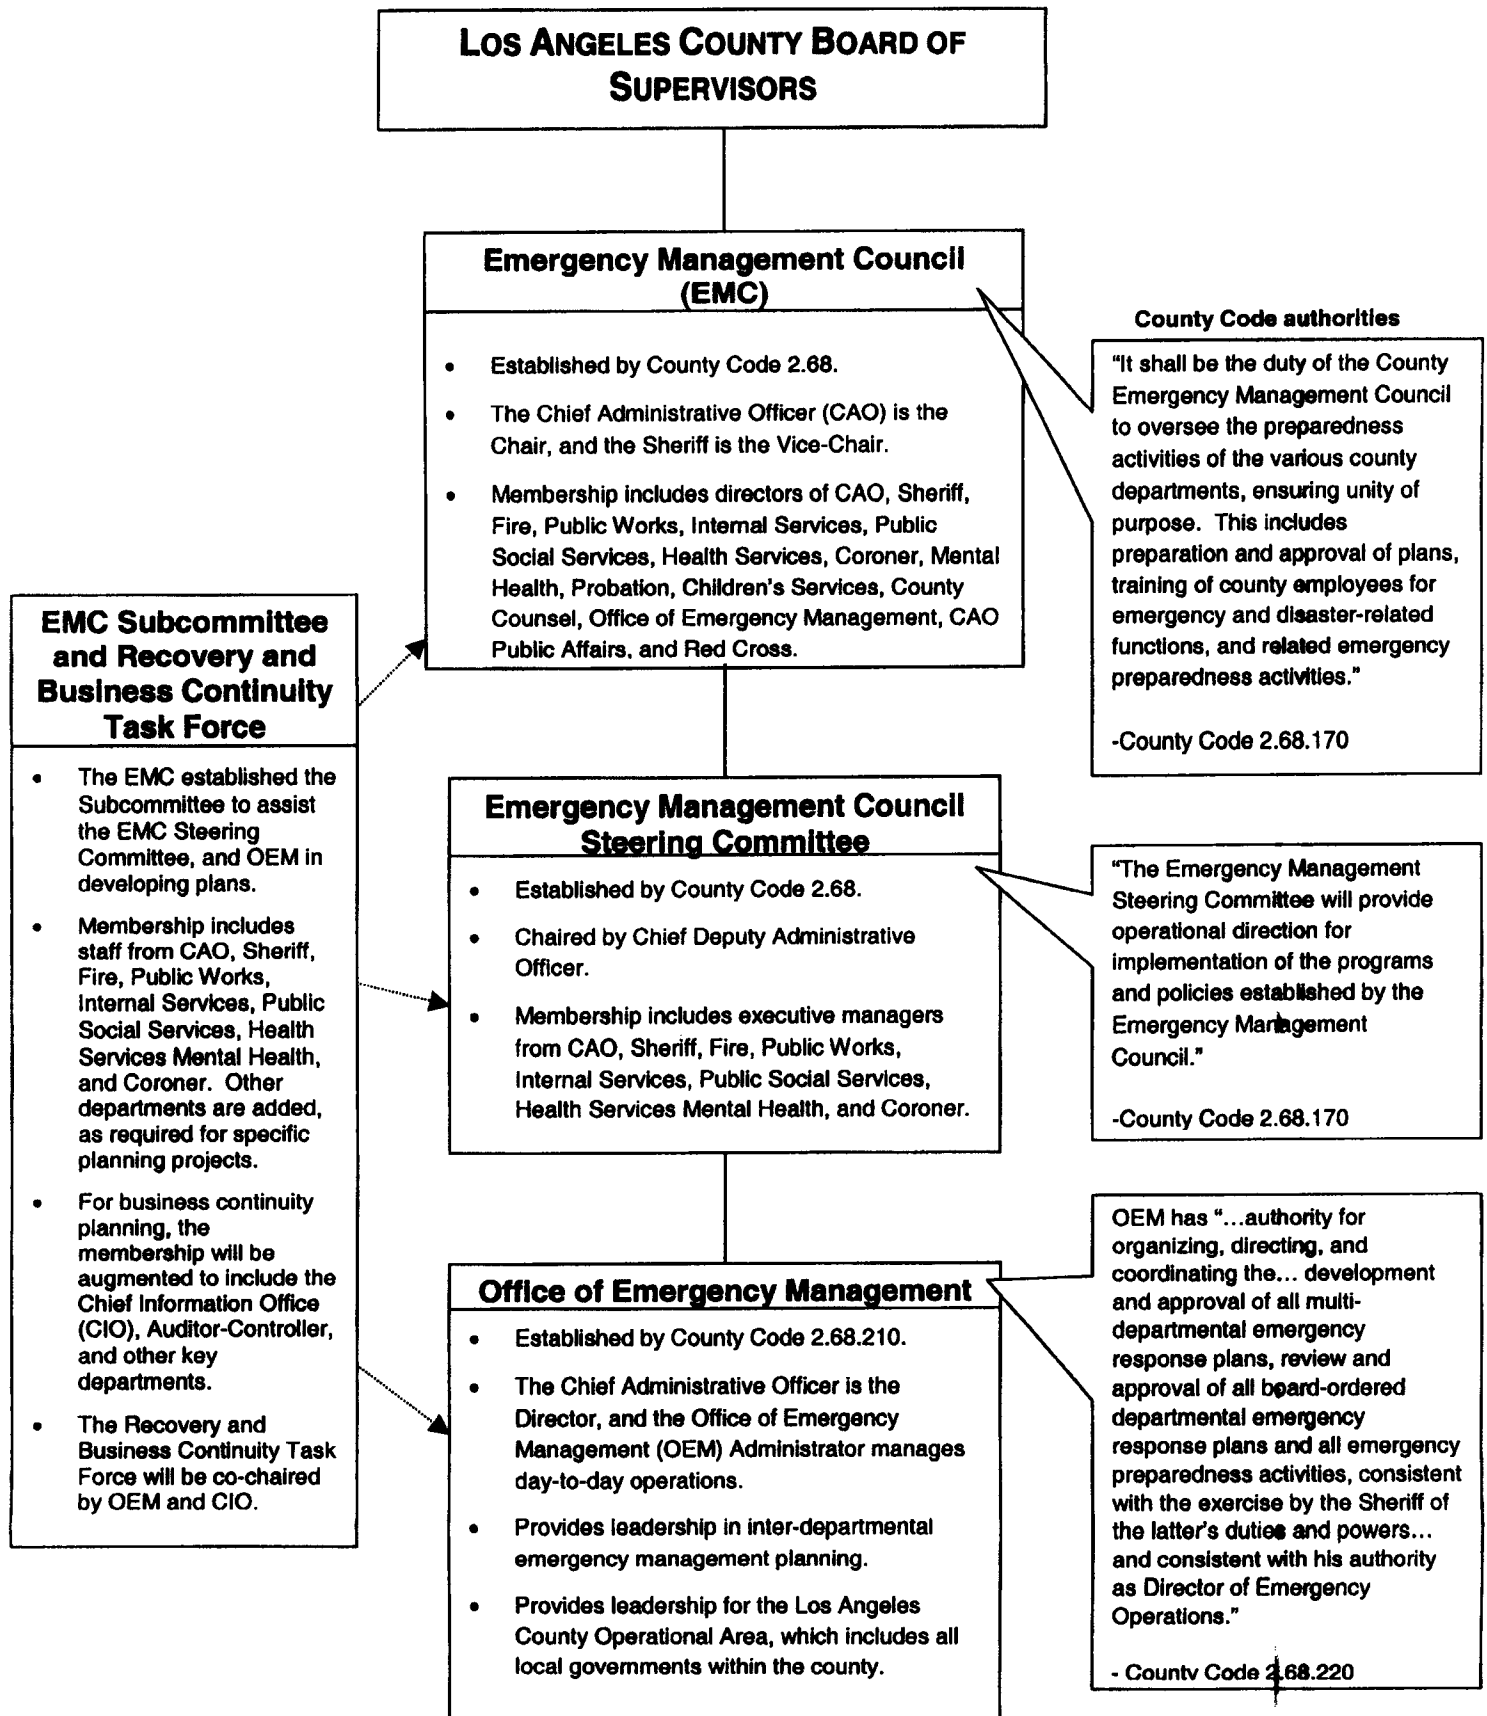 LOS ANGELES COUNTY BOARD OF
SUPERVISORS
Emergency Management Council
(EMC)
• Established by County Code 2.68.
• The Chief Administrative Officer (CAO) is the
Chair, and the Sheriff is the Vice-Chair.
• Membership includes directors of CAO, Sheriff,
Fire, Public Works, Internal Services, Public
Social Services, Health Services, Coroner, Mental
Health, Probation, Children's Services, County
Counsel, Office of Emergency Management, CAO
Public Affairs, and Red Cross.
County Code authorities
"It shall be the duty of the County
Emergency Management Council
to oversee the preparedness
activities of the various county
departments, ensuring unity of
purpose. This includes
preparation and approval of plans,
training of county employees for
emergency and disaster-related
functions, and related emergency
preparedness activities."
-County Code 2.68.170
EMC Subcommittee
and Recovery and
Business Continuity
Task Force
• The EMC established the
Subcommittee to assist
the EMC Steering
Committee, and OEM in
developing plans.
• Membership includes
staff from CAO, Sheriff,
Fire, Public Works,
Internal Services, Public
Social Services, Health
Services Mental Health,
and Coroner. Other
departments are added,
as required for specific
planning projects.
• For business continuity
planning, the
membership will be
augmented to include the
Chief Information Office
(CIO), Auditor-Controller,
and other key
departments.
• The Recovery and
Business Continuity Task
Force will be co-chaired
by OEM and CIO.
Emergency Management Council
Steering Committee
• Established by County Code 2.68.
• Chaired by Chief Deputy Administrative
Officer.
• Membership includes executive managers
from CAO, Sheriff, Fire, Public Works,
Internal Services, Public Social Services,
Health Services Mental Health, and Coroner.
"The Emergency Management
Steering Committee will provide
operational direction for
implementation of the programs
and policies established by the
Emergency Management
Council."
-County Code 2.68.170
Office of Emergency Management
• Established by County Code 2.68.210.
• The Chief Administrative Officer is the
Director, and the Office of Emergency
Management (OEM) Administrator manages
day-to-day operations.
• Provides leadership in inter-departmental
emergency management planning.
• Provides leadership for the Los Angeles
County Operational Area, which includes all
local governments within the county.
OEM has "...authority for
organizing, directing, and
coordinating the... development
and approval of all multi-
departmental emergency
response plans, review and
approval of all board-ordered
departmental emergency
response plans and all emergency
preparedness activities, consistent
with the exercise by the Sheriff of
the latter's duties and powers...
and consistent with his authority
as Director of Emergency
Operations."
- County Code 2.68.220